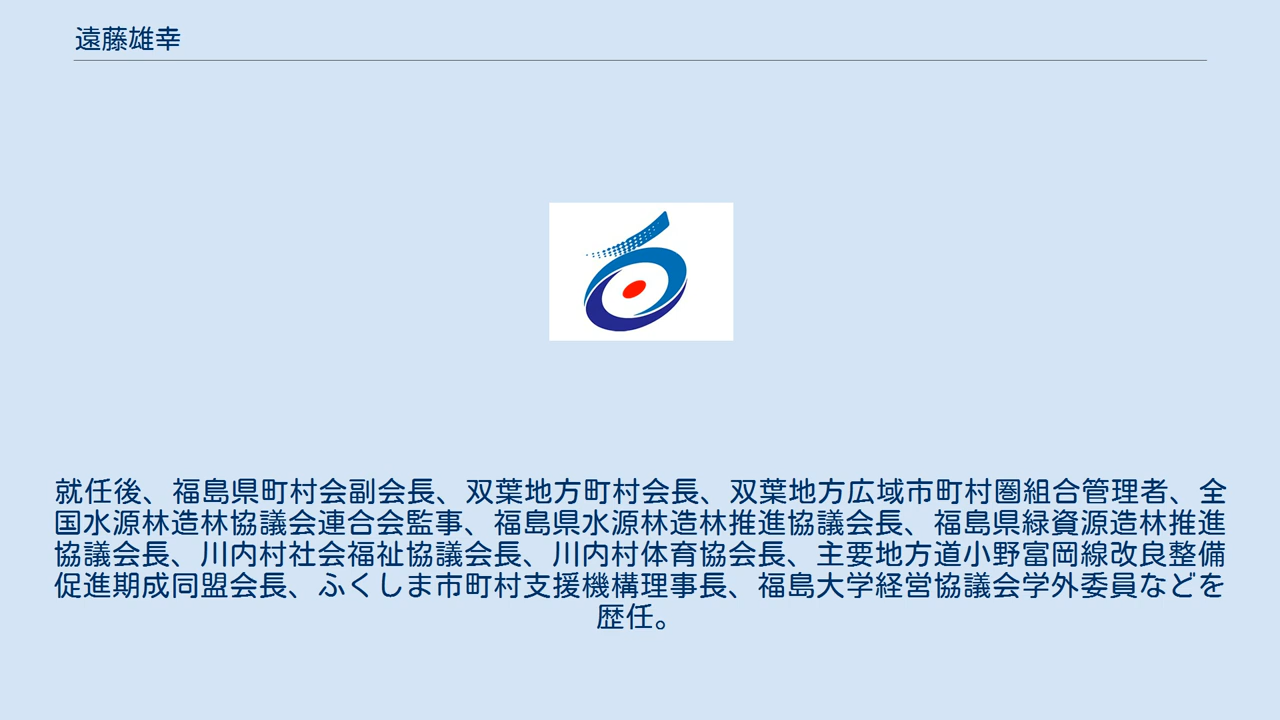 遠藤雄幸
就任後、福島県町村会副会長、双葉地方町村会長、双葉地方広域市町村圏組合管理者、全
国水源林造林協議会連合会監事、福島県水源林造林推進協議会長、福島県緑資源造林推進
協議会長、川内村社会福祉協議会長、川内村体育協会長、主要地方道小野富岡線改良整備
促進期成同盟会長、ふくしま市町村支援機構理事長、福島大学経営協議会学外委員などを
歴任。